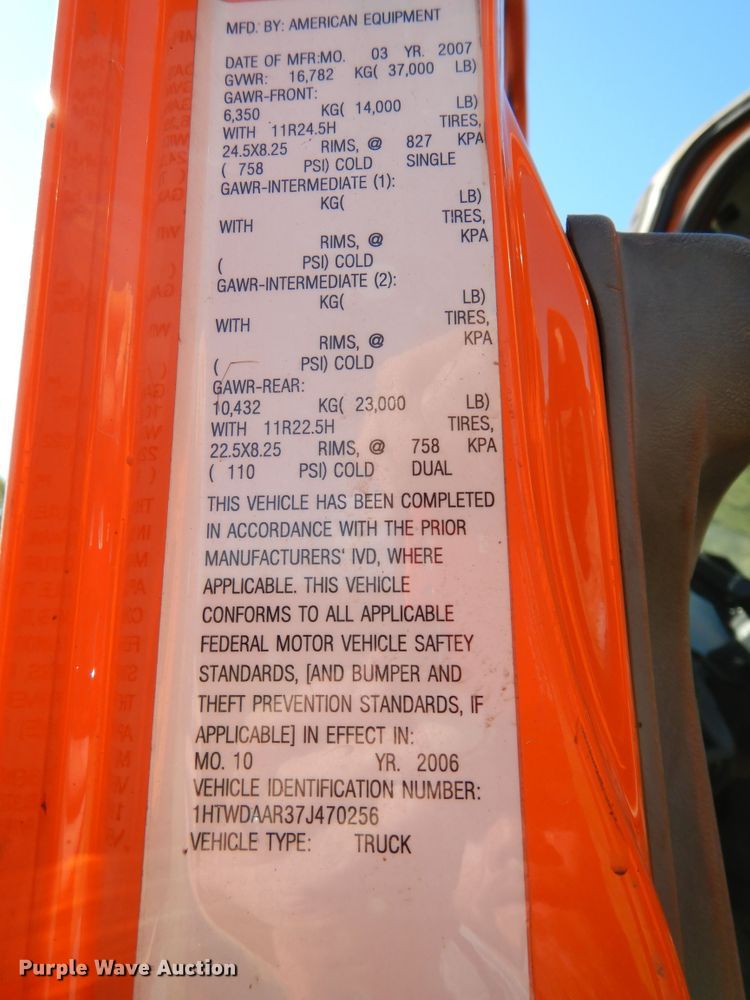 MFD. BY: AMERICAN EQUIPMENT
DATE OF MFR:MO. 03 YR. 2007
GVWR: 16,782 KG( 37,000 LB)
GAWR-FRONT:
6,350 KG( 14,000 LB)
WITH 11R24.5H TIRES,
24.5X8.25 RIMS, @ 827 KPA
( 758 PSI) COLD SINGLE
GAWR-INTERMEDIATE (1):
KG( LB)
WITH TIRES,
RIMS, @ KPA
( PSI) COLD
GAWR-INTERMEDIATE (2):
KG( LB)
WITH TIRES,
RIMS, @ KPA
( PSI) COLD
GAWR-REAR:
10,432 KG( 23,000 LB)
WITH 11R22.5H TIRES,
22.5X8.25 RIMS, @ 758 KPA
( 110 PSI) COLD DUAL
THIS VEHICLE HAS BEEN COMPLETED
IN ACCORDANCE WITH THE PRIOR
MANUFACTURERS' IVD, WHERE
APPLICABLE. THIS VEHICLE
CONFORMS TO ALL APPLICABLE
FEDERAL MOTOR VEHICLE SAFTEY
STANDARDS, [AND BUMPER AND
THEFT PREVENTION STANDARDS, IF
APPLICABLE] IN EFFECT IN:
MO. 10 YR. 2006
VEHICLE IDENTIFICATION NUMBER:
1HTWDAAR37J470256
VEHICLE TYPE: TRUCK
Purple Wave Auction